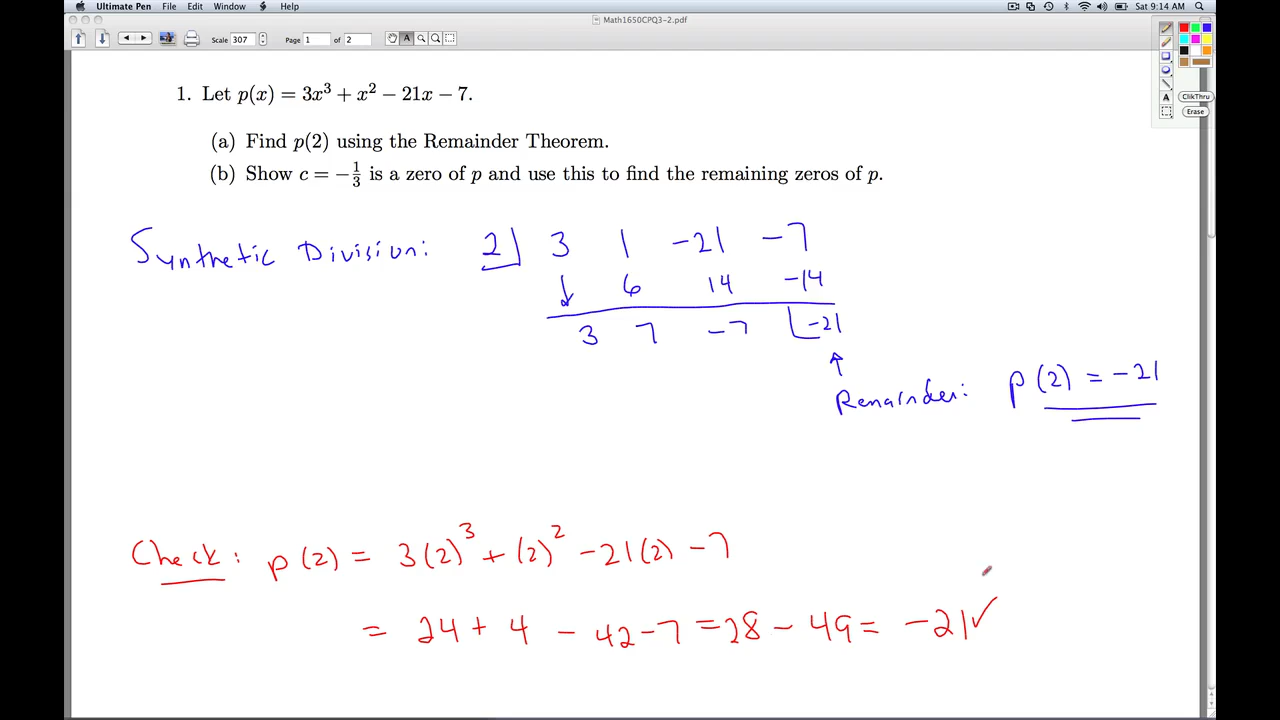 Ultimate Pen File Edit Window Help Sat 9:14 AM
Math1650CPQ3-2.pdf
Scale 307 Page 1 of 2
ClikThru
Erase
1. Let p(x) = 3x³ + x² − 21x − 7.
(a) Find p(2) using the Remainder Theorem.
(b) Show c = −1/3 is a zero of p and use this to find the remaining zeros of p.
Synthetic Division: 2 3 1 -21 -7
↓ 6 14 -14
3 7 -7 -21
↑
Remainder: p(2) = -21
Check: p(2) = 3(2)³ + (2)² - 21(2) - 7
= 24 + 4 - 42 - 7 = 28 - 49 = -21 ✓